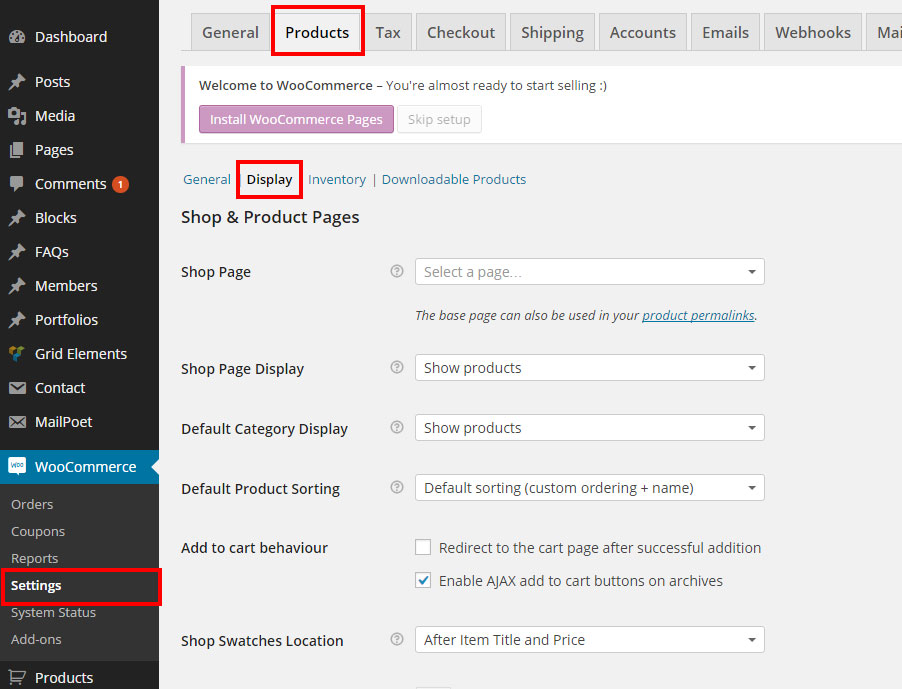 Dashboard
Posts
Media
Pages
Comments 1
Blocks
FAQs
Members
Portfolios
Grid Elements
Contact
MailPoet
WOO WooCommerce
Orders
Coupons
Reports
Settings
System Status
Add-ons
Products
General Products Tax Checkout Shipping Accounts Emails Webhooks Mai
Welcome to WooCommerce – You're almost ready to start selling :)
Install WooCommerce Pages Skip setup
General | Display Inventory | Downloadable Products
Shop & Product Pages
Shop Page ? Select a page...
The base page can also be used in your product permalinks.
Shop Page Display ? Show products
Default Category Display ? Show products
Default Product Sorting ? Default sorting (custom ordering + name)
Add to cart behaviour Redirect to the cart page after successful addition
Enable AJAX add to cart buttons on archives
Shop Swatches Location ? After Item Title and Price